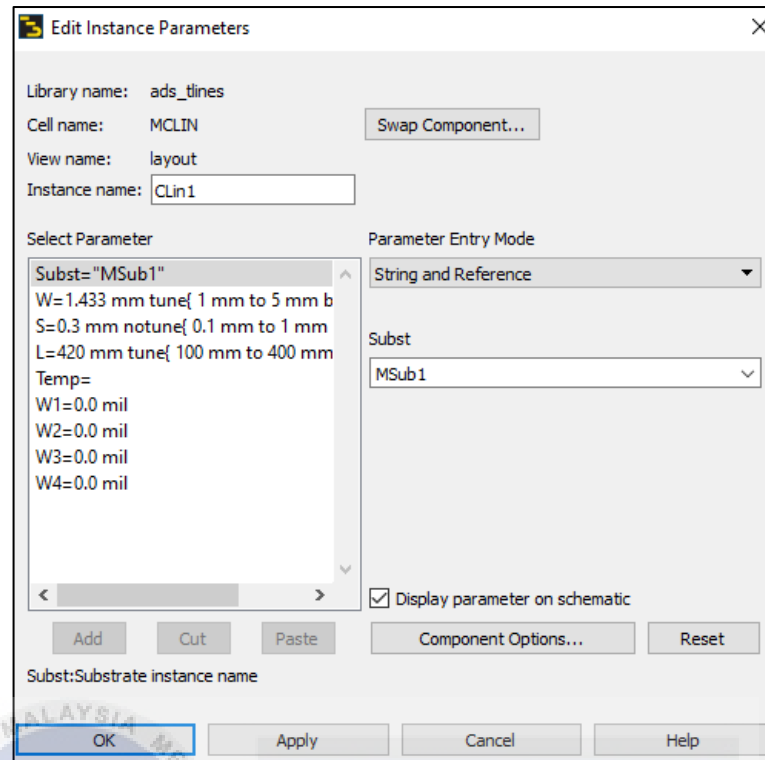 Edit Instance Parameters
Library name: ads_tlines
Cell name: MCLIN
Swap Component...
View name: layout
Instance name: CLin1
Select Parameter
Subst="MSub1"
W=1.433 mm tune{ 1 mm to 5 mm b
S=0.3 mm notune{ 0.1 mm to 1 mm
L=420 mm tune{ 100 mm to 400 mm
Temp=
W1=0.0 mil
W2=0.0 mil
W3=0.0 mil
W4=0.0 mil
Parameter Entry Mode
String and Reference
Subst
MSub1
Display parameter on schematic
Add Cut Paste Component Options... Reset
Subst:Substrate instance name
MALAYSIA
OK Apply Cancel Help